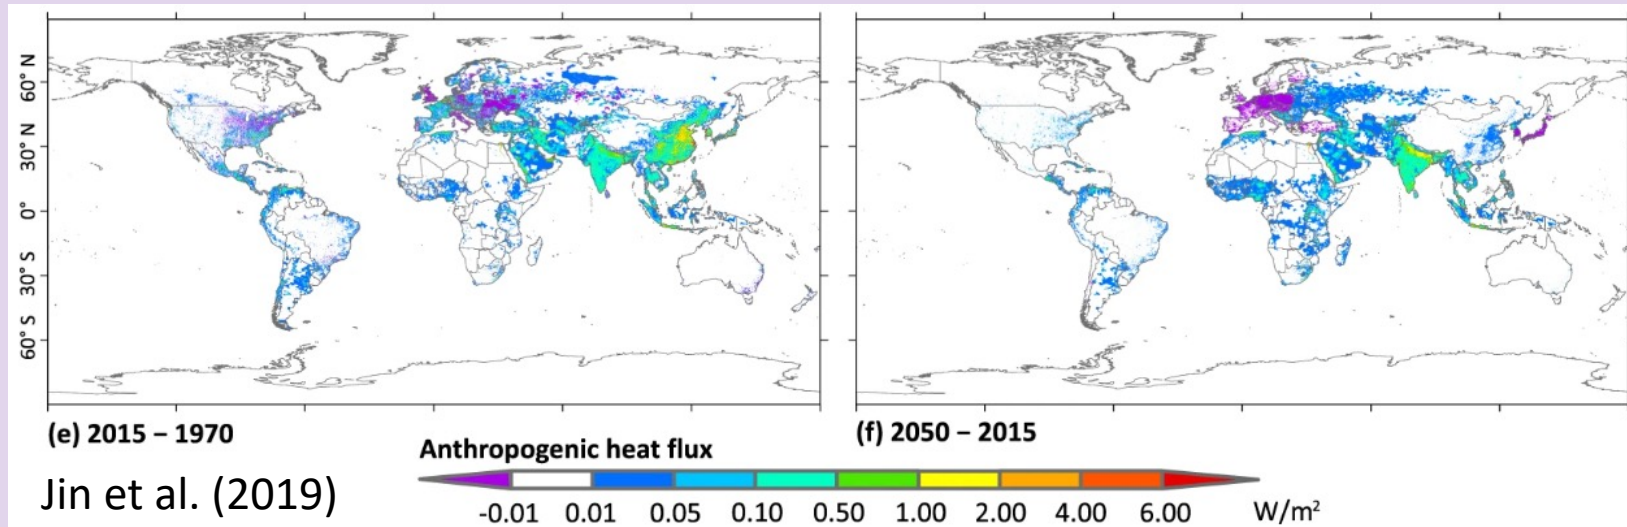 60° N
30° N
0°
30° S
60° S
(e) 2015 – 1970
(f) 2050 – 2015
Anthropogenic heat flux
-0.01 0.01 0.05 0.10 0.50 1.00 2.00 4.00 6.00 W/m²
Jin et al. (2019)